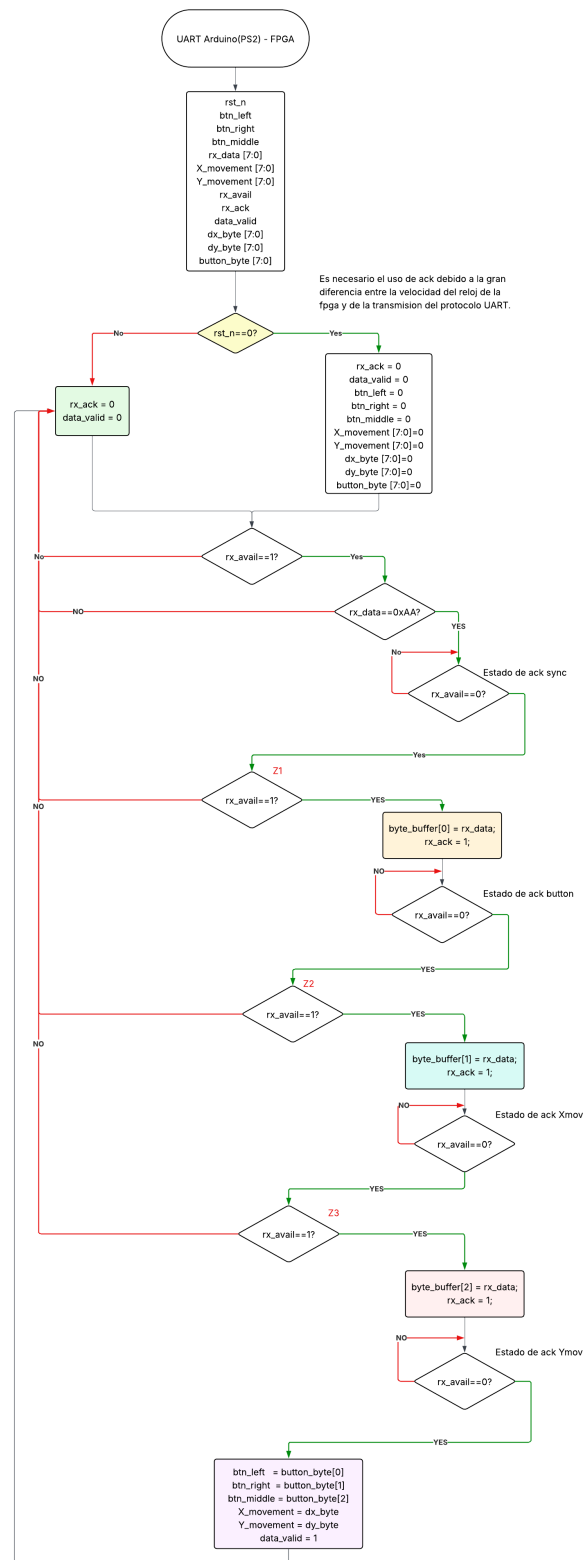 UART Arduino(PS2) - FPGA
rst_n
btn_left
btn_right
btn_middle
rx_data [7:0]
X_movement [7:0]
Y_movement [7:0]
rx_avail
rx_ack
data_valid
dx_byte [7:0]
dy_byte [7:0]
button_byte [7:0]
Es necesario el uso de ack debido a la gran
diferencia entre la velocidad del reloj de la
fpga y de la transmision del protocolo UART.
No
rst_n==0?
Yes
rx_ack = 0
data_valid = 0
rx_ack = 0
data_valid = 0
btn_left = 0
btn_right = 0
btn_middle = 0
X_movement [7:0]=0
Y_movement [7:0]=0
dx_byte [7:0]=0
dy_byte [7:0]=0
button_byte [7:0]=0
No
rx_avail==1?
Yes
NO
rx_data==0xAA?
YES
No
Estado de ack sync
NO
rx_avail==0?
Yes
Z1
rx_avail==1?
YES
NO
byte_buffer[0] = rx_data;
rx_ack = 1;
NO
Estado de ack button
rx_avail==0?
YES
Z2
rx_avail==1?
YES
NO
byte_buffer[1] = rx_data;
rx_ack = 1;
NO
Estado de ack Xmov
rx_avail==0?
YES
Z3
rx_avail==1?
YES
byte_buffer[2] = rx_data;
rx_ack = 1;
NO
Estado de ack Ymov
rx_avail==0?
YES
btn_left = button_byte[0]
btn_right = button_byte[1]
btn_middle = button_byte[2]
X_movement = dx_byte
Y_movement = dy_byte
data_valid = 1